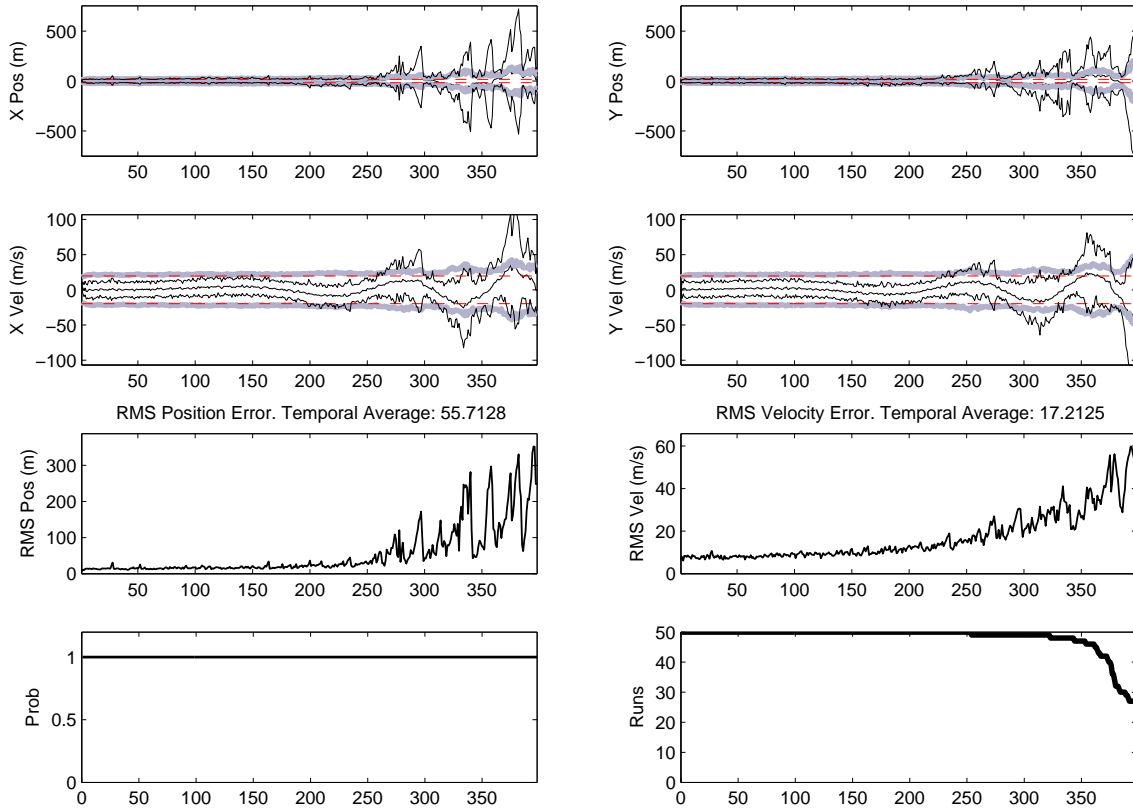 500
0
−500
X Pos (m)
50 100 150 200 250 300 350
500
0
−500
Y Pos (m)
50 100 150 200 250 300 350
100
50
0
−50
−100
X Vel (m/s)
50 100 150 200 250 300 350
100
50
0
−50
−100
Y Vel (m/s)
50 100 150 200 250 300 350
RMS Position Error. Temporal Average: 55.7128
300
200
100
0
RMS Pos (m)
0 50 100 150 200 250 300 350
RMS Velocity Error. Temporal Average: 17.2125
60
40
20
0
RMS Vel (m/s)
0 50 100 150 200 250 300 350
1
0.5
0
Prob
0 50 100 150 200 250 300 350
50
40
30
20
10
0
Runs
0 50 100 150 200 250 300 350